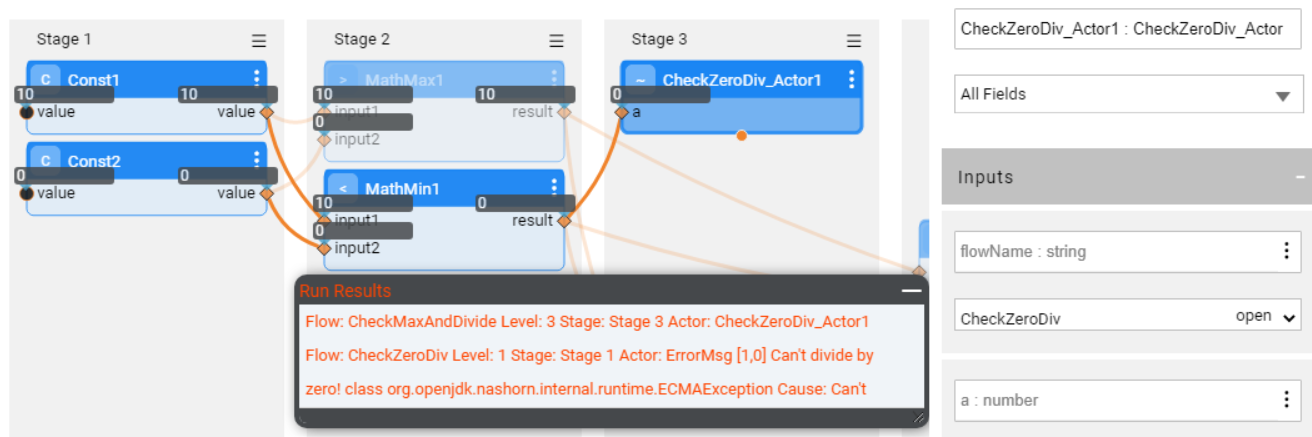 Stage 1
Stage 2
Stage 3
C Const1
10
10
value
value
C Const2
0
0
value
value
> MathMax1
10
10
input1
result
0
input2
< MathMin1
10
0
input1
result
0
input2
~ CheckZeroDiv_Actor1
0
a
Run Results
Flow: CheckMaxAndDivide Level: 3 Stage: Stage 3 Actor: CheckZeroDiv_Actor1
Flow: CheckZeroDiv Level: 1 Stage: Stage 1 Actor: ErrorMsg [1,0] Can't divide by
zero! class org.openjdk.nashorn.internal.runtime.ECMAException Cause: Can't
CheckZeroDiv_Actor1 : CheckZeroDiv_Actor
All Fields
Inputs
flowName : string
CheckZeroDiv open
a : number